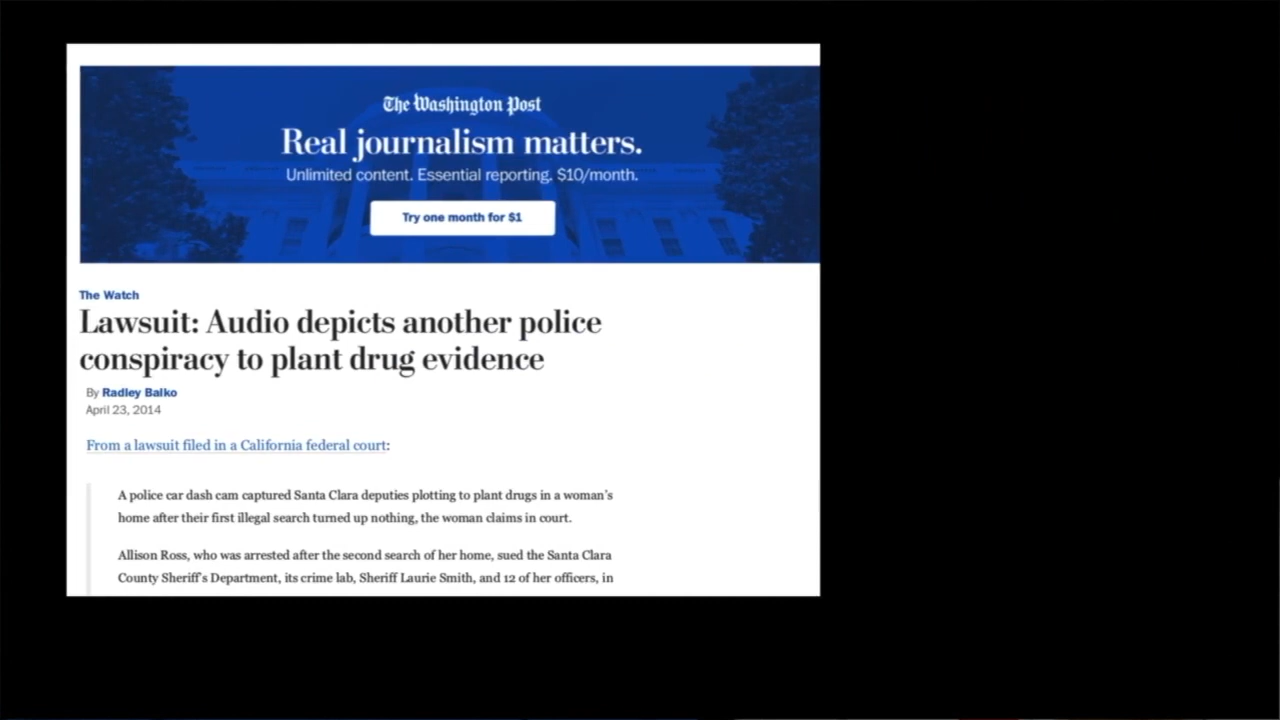 The Washington Post
Real journalism matters.
Unlimited content. Essential reporting. $10/month.
Try one month for $1
The Watch
Lawsuit: Audio depicts another police
conspiracy to plant drug evidence
By Radley Balko
April 23, 2014
From a lawsuit filed in a California federal court:
A police car dash cam captured Santa Clara deputies plotting to plant drugs in a woman's
home after their first illegal search turned up nothing, the woman claims in court.
Allison Ross, who was arrested after the second search of her home, sued the Santa Clara
County Sheriff's Department, its crime lab, Sheriff Laurie Smith, and 12 of her officers, in